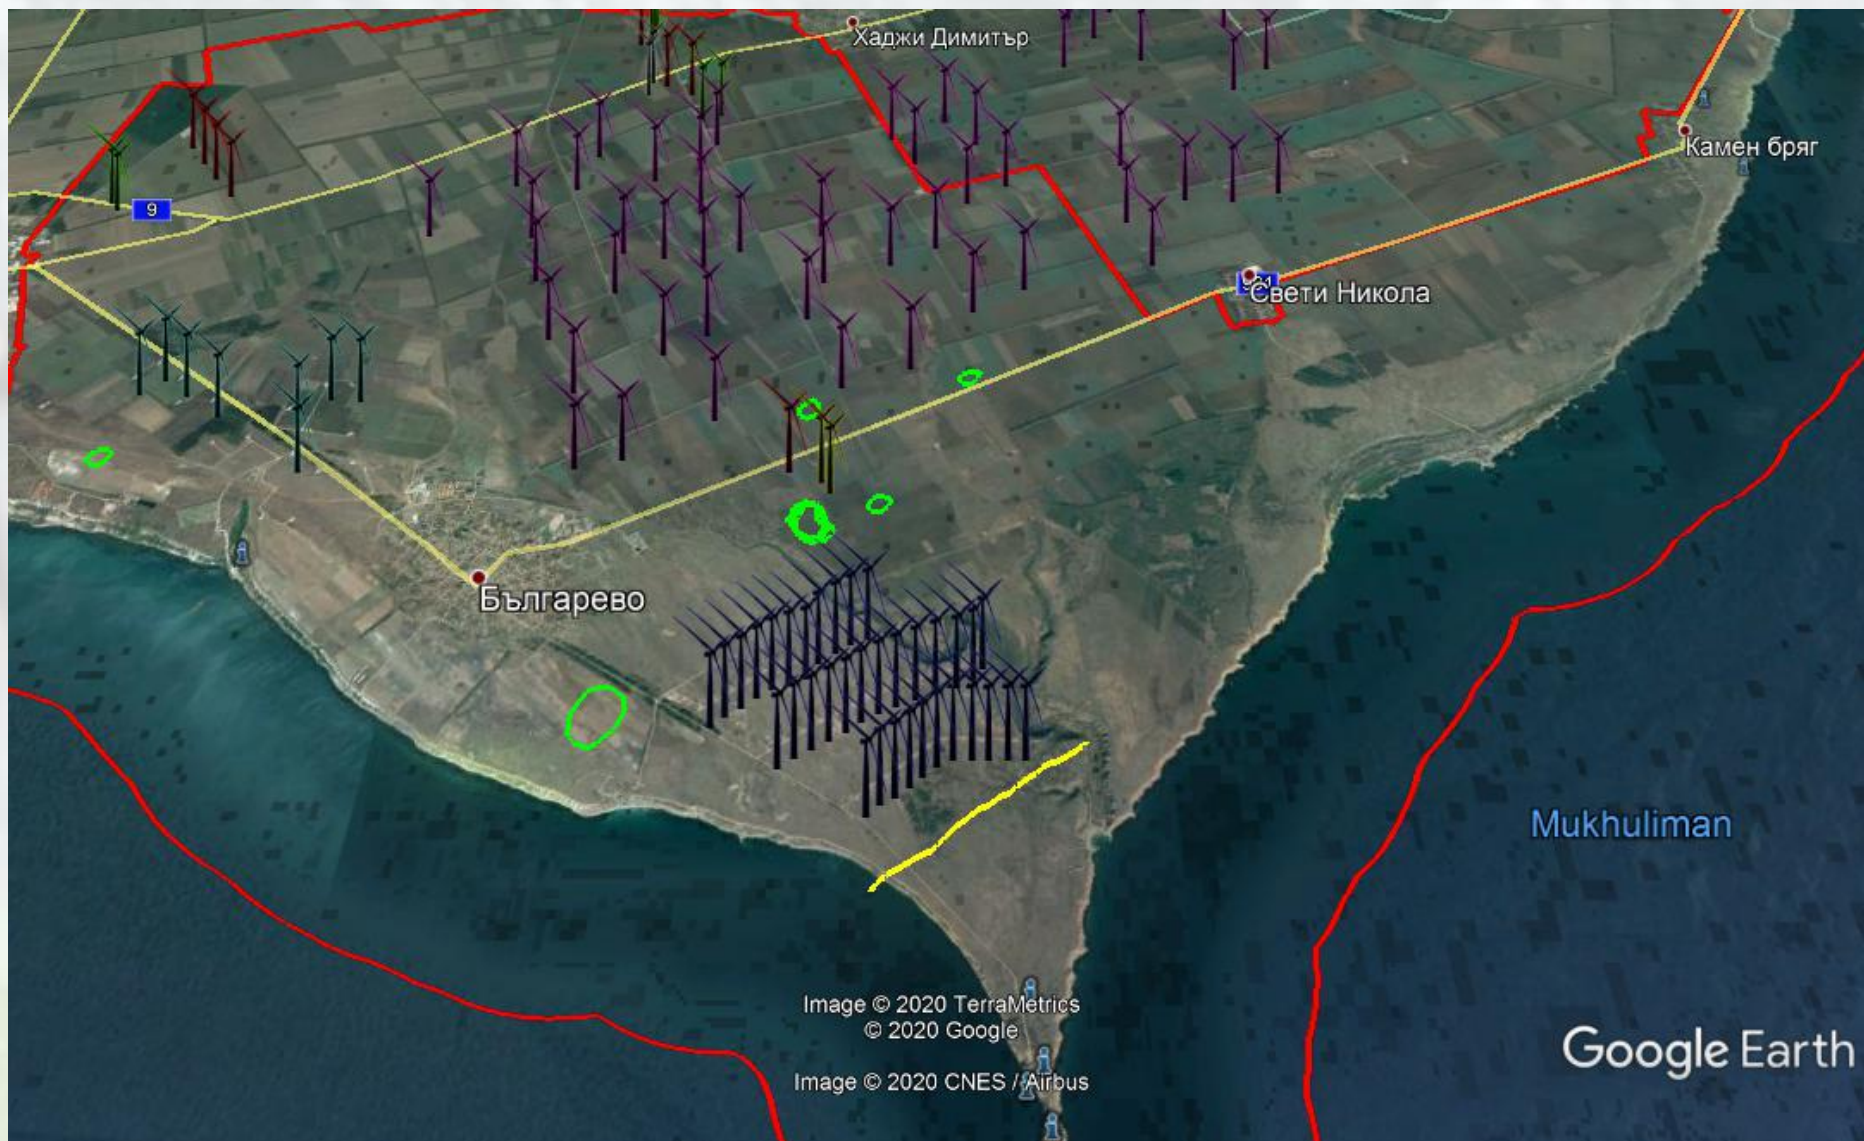 Хаджи Димитър
Камен бряг
9
Свети Никола
Българево
Mukhuliman
Image © 2020 TerraMetrics
© 2020 Google
Google Earth
Image © 2020 CNES / Airbus